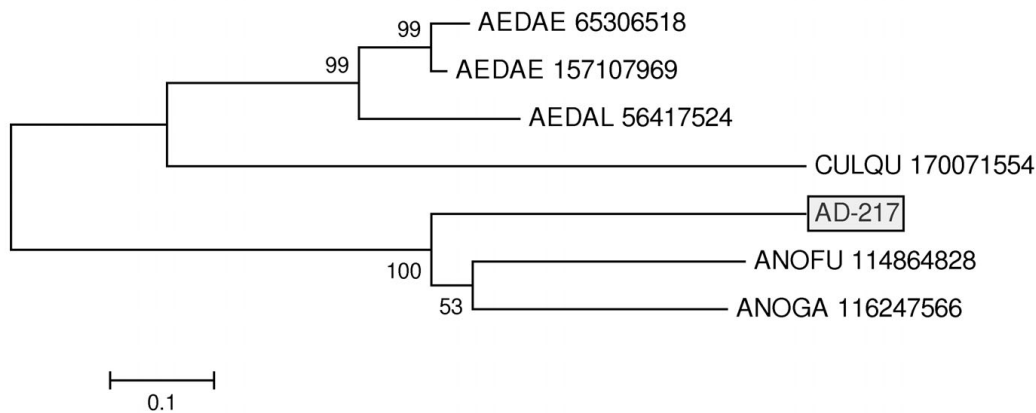 99
AEDAE 65306518
99
AEDAE 157107969
AEDAL 56417524
CULQU 170071554
AD-217
100
ANOFU 114864828
53
ANOGA 116247566
0.1